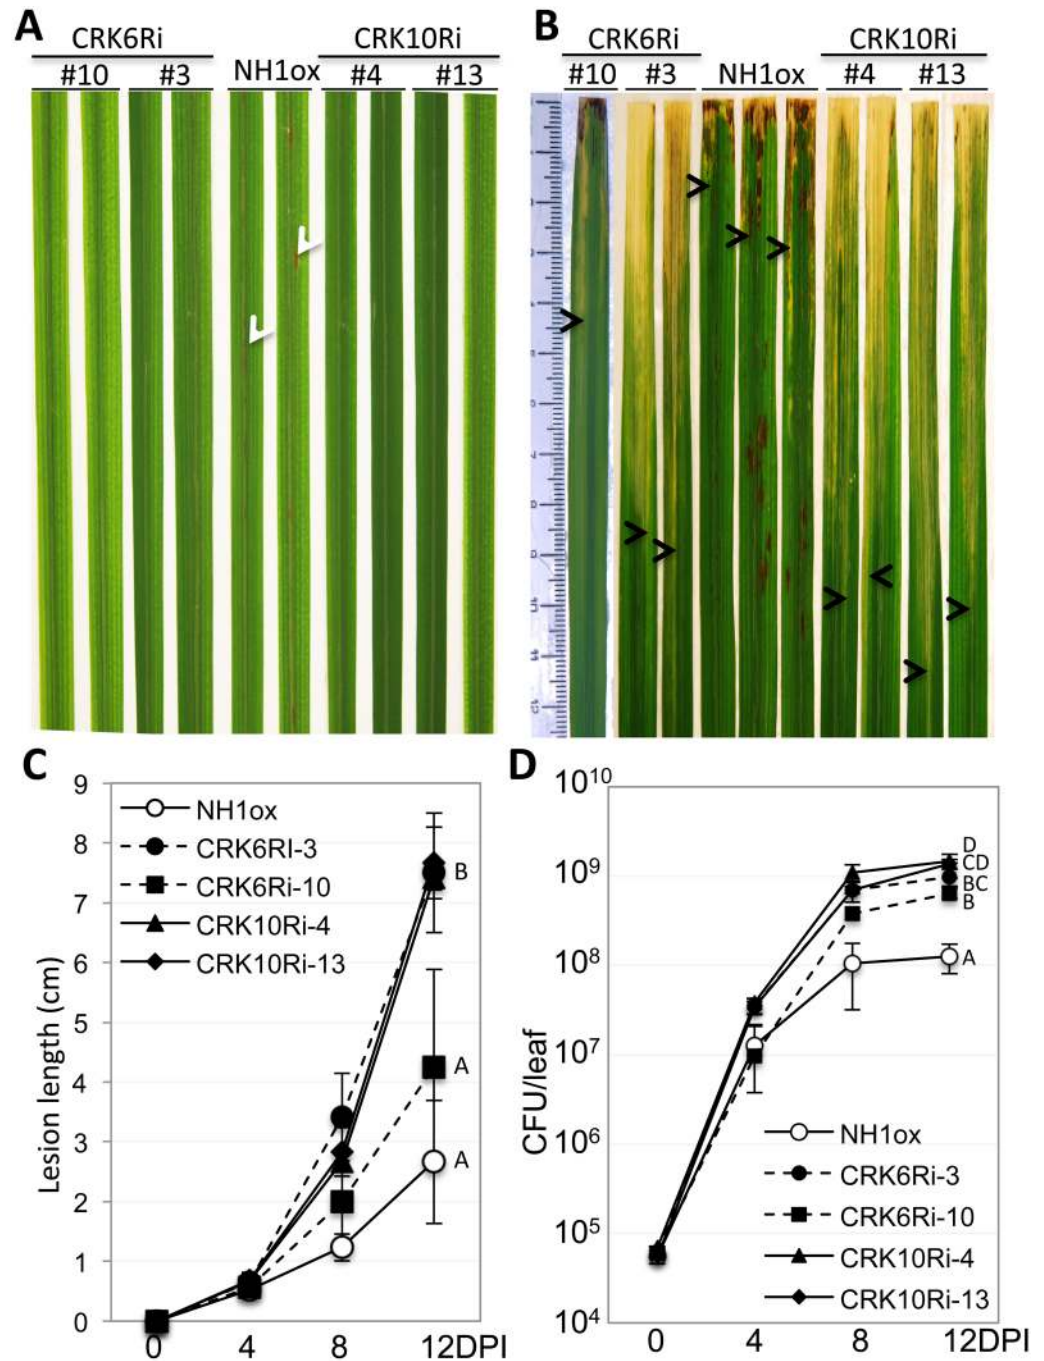 A
CRK6Ri
CRK10Ri
#10
#3
NH1ox
#4
#13
B
CRK6Ri
CRK10Ri
#10
#3
NH1ox
#4
#13
C
9
8
7
6
5
4
3
2
1
0
Lesion length (cm)
NH1ox
CRK6RI-3
CRK6Ri-10
CRK10Ri-4
CRK10Ri-13
B
A
A
0
4
8
12DPI
D
10^10
10^9
10^8
10^7
10^6
10^5
10^4
CFU/leaf
D
CD
BC
B
A
NH1ox
CRK6Ri-3
CRK6Ri-10
CRK10Ri-4
CRK10Ri-13
0
4
8
12DPI